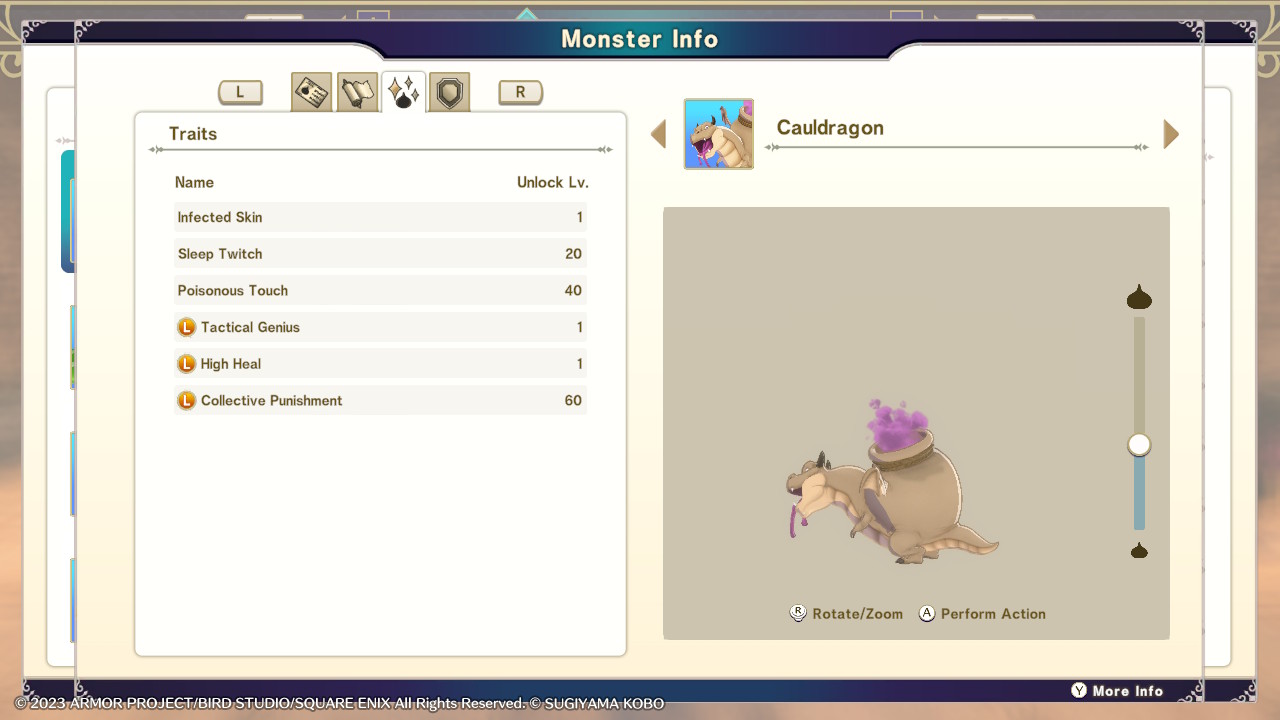 Monster Info
L
R
Traits
Name Unlock Lv.
Infected Skin 1
Sleep Twitch 20
Poisonous Touch 40
L Tactical Genius 1
L High Heal 1
L Collective Punishment 60
Cauldragon
R Rotate/Zoom A Perform Action
Y More Info
© 2023 ARMOR PROJECT/BIRD STUDIO/SQUARE ENIX All Rights Reserved. © SUGIYAMA KOBO